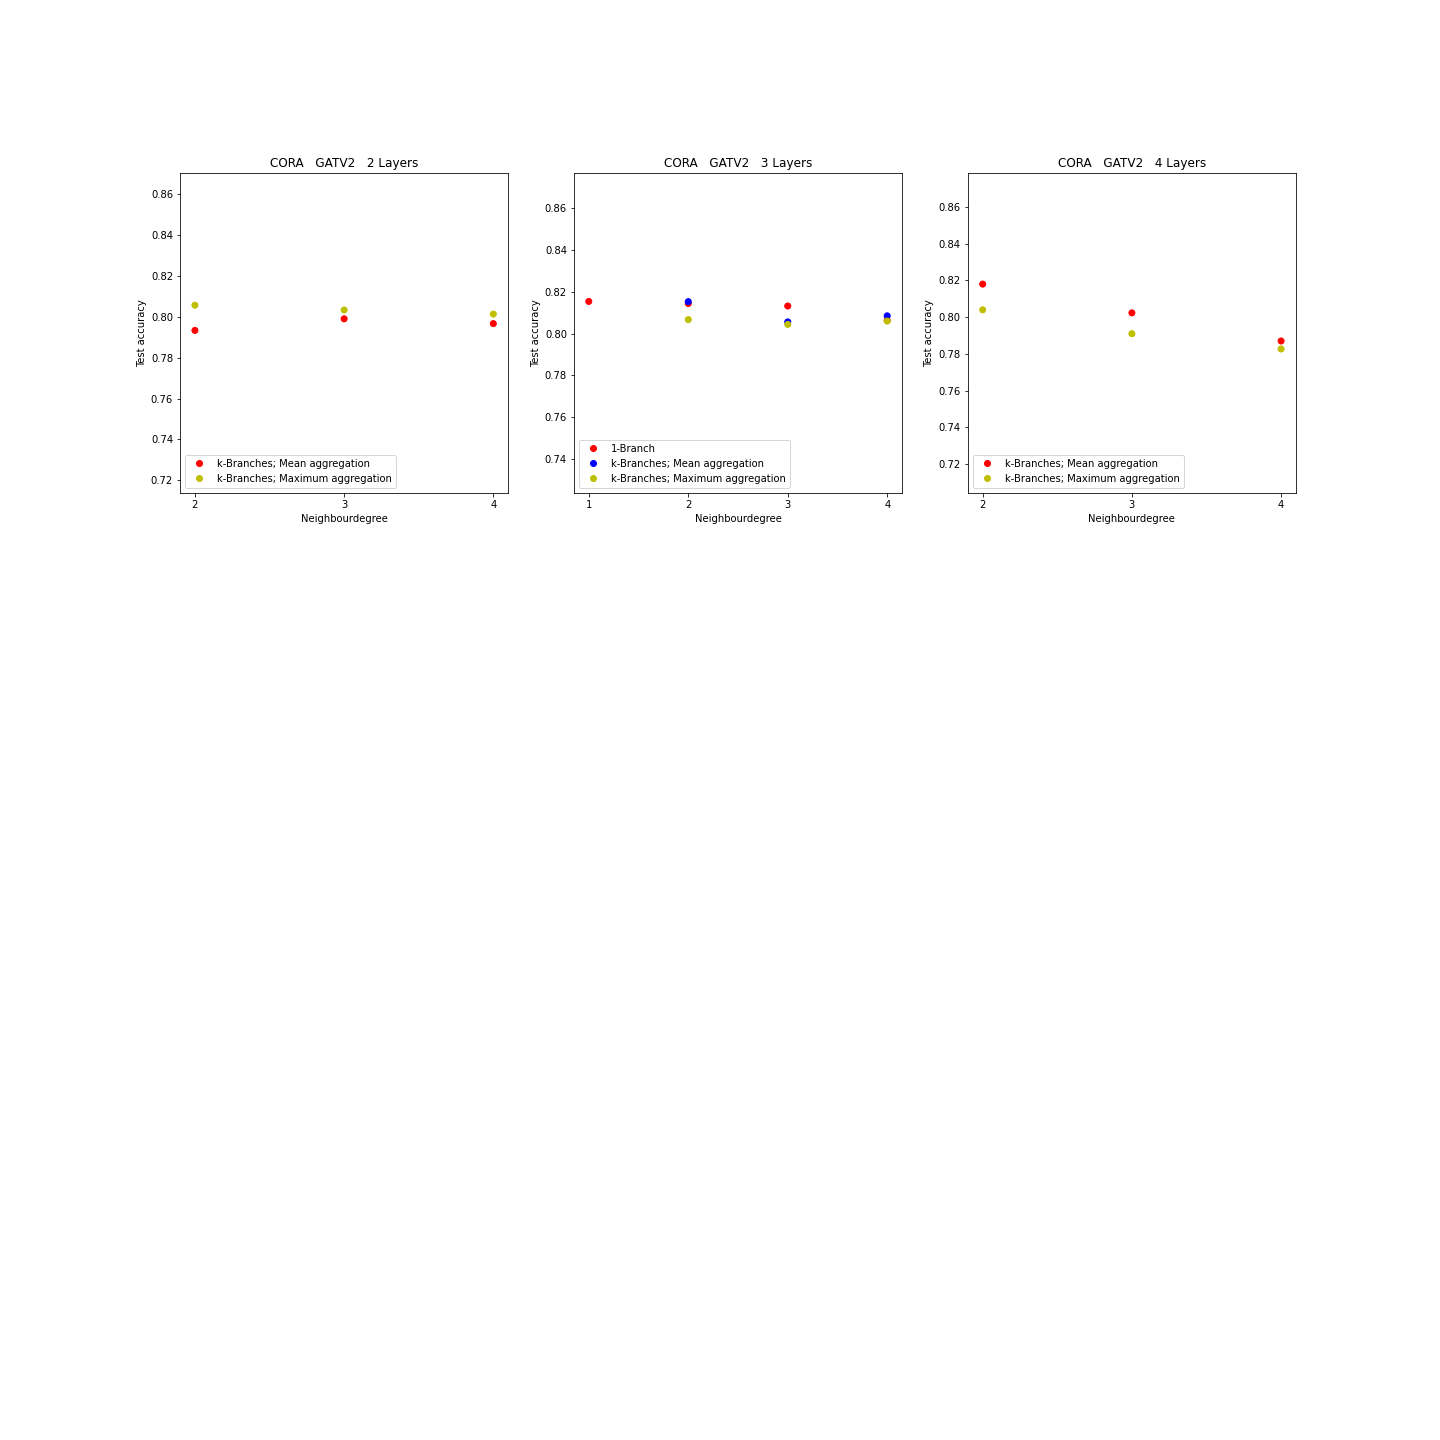 CORA GATV2 2 Layers
Test accuracy
0.86
0.84
0.82
0.80
0.78
0.76
0.74
0.72
k-Branches; Mean aggregation
k-Branches; Maximum aggregation
2 3 4
Neighbourdegree
CORA GATV2 3 Layers
Test accuracy
0.86
0.84
0.82
0.80
0.78
0.76
0.74
1-Branch
k-Branches; Mean aggregation
k-Branches; Maximum aggregation
1 2 3 4
Neighbourdegree
CORA GATV2 4 Layers
Test accuracy
0.86
0.84
0.82
0.80
0.78
0.76
0.74
0.72
k-Branches; Mean aggregation
k-Branches; Maximum aggregation
2 3 4
Neighbourdegree